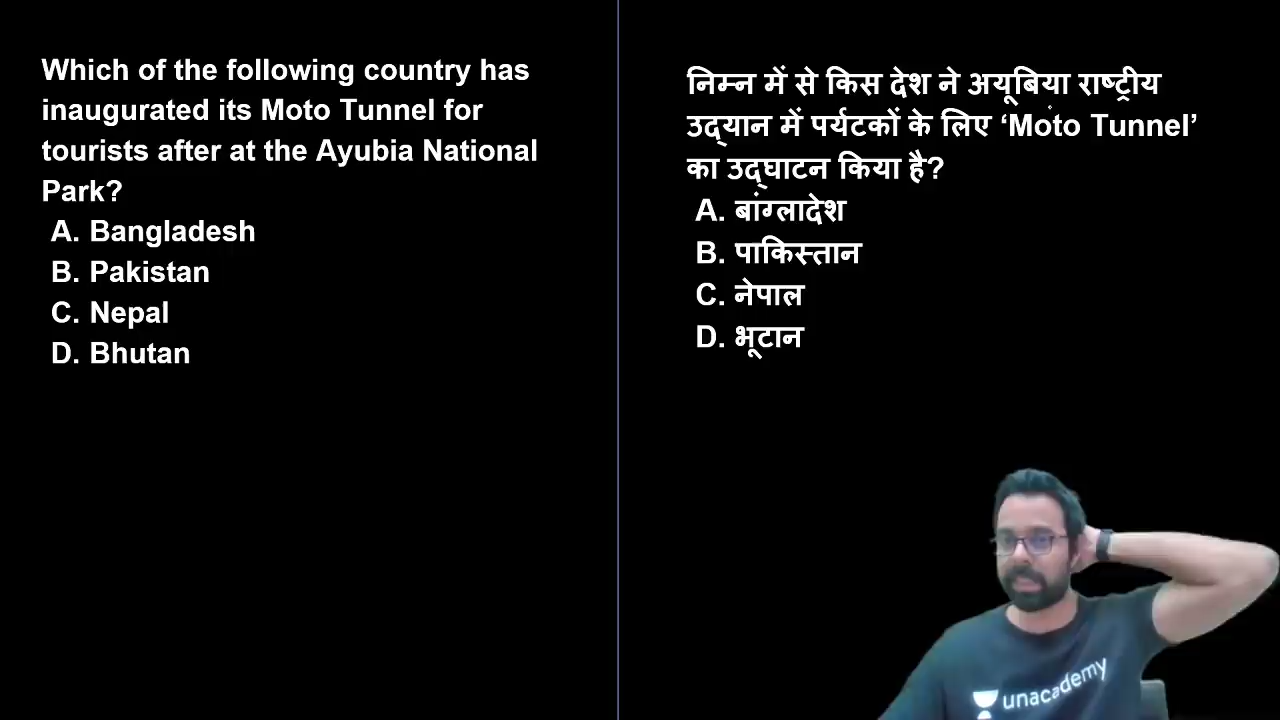 Which of the following country has
inaugurated its Moto Tunnel for
tourists after at the Ayubia National
Park?
A. Bangladesh
B. Pakistan
C. Nepal
D. Bhutan
निम्न में से किस देश ने अयूबिया राष्ट्रीय
उद्यान में पर्यटकों के लिए ‘Moto Tunnel’
का उद्घाटन किया है?
A. बांग्लादेश
B. पाकिस्तान
C. नेपाल
D. भूटान
unacademy